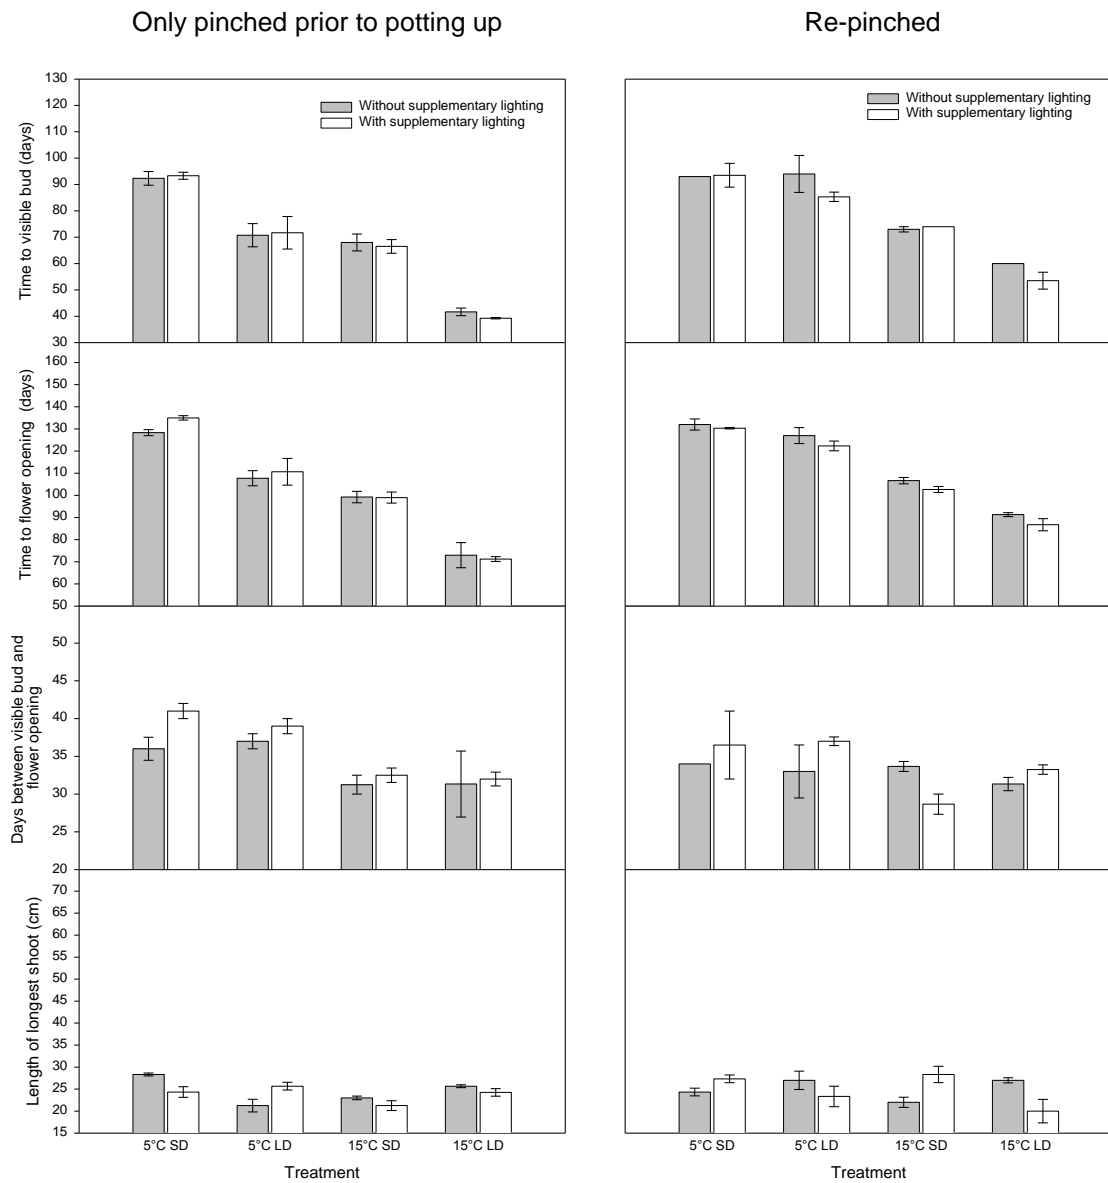 Only pinched prior to potting up
Re-pinched
Time to visible bud (days)
130
120
110
100
90
80
70
60
50
40
30
Without supplementary lighting
With supplementary lighting
Without supplementary lighting
With supplementary lighting
Time to flower opening (days)
160
150
140
130
120
110
100
90
80
70
60
50
Days between visible bud and
flower opening
50
45
40
35
30
25
20
Length of longest shoot (cm)
70
65
60
55
50
45
40
35
30
25
20
15
5°C SD 5°C LD 15°C SD 15°C LD
Treatment
5°C SD 5°C LD 15°C SD 15°C LD
Treatment